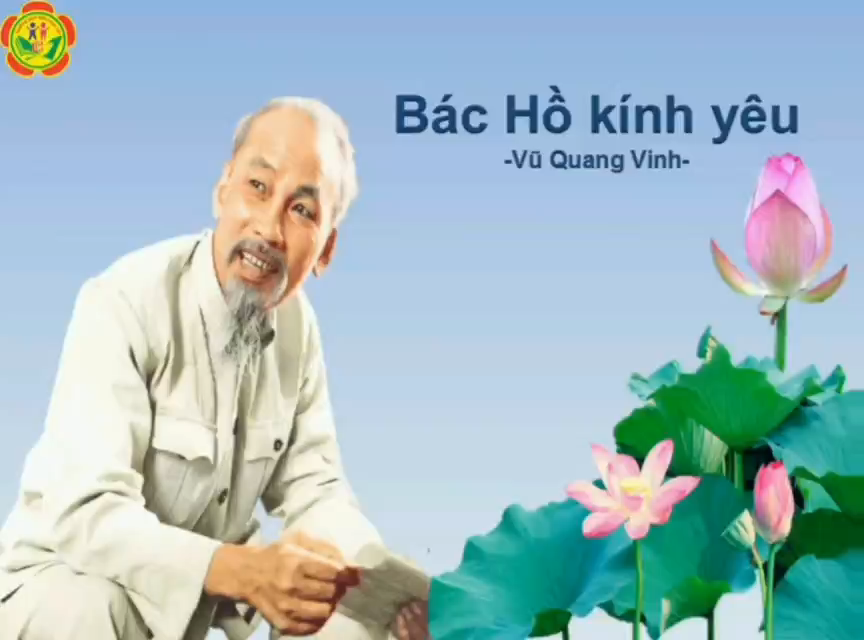 Bác Hồ kính yêu
-Vũ Quang Vinh-